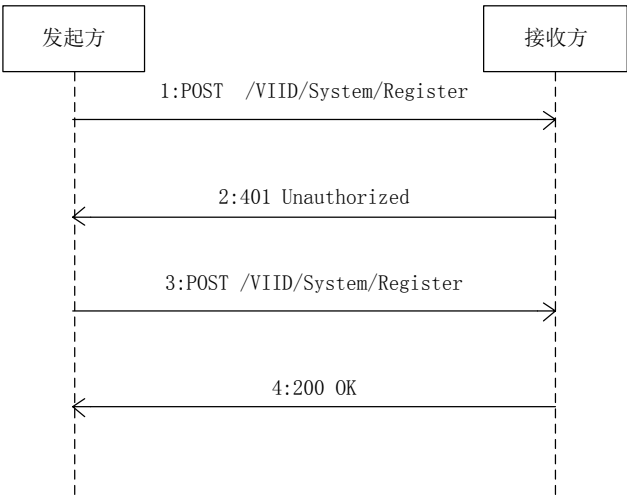 发起方
接收方
1:POST /VIID/System/Register
2:401 Unauthorized
3:POST /VIID/System/Register
4:200 OK